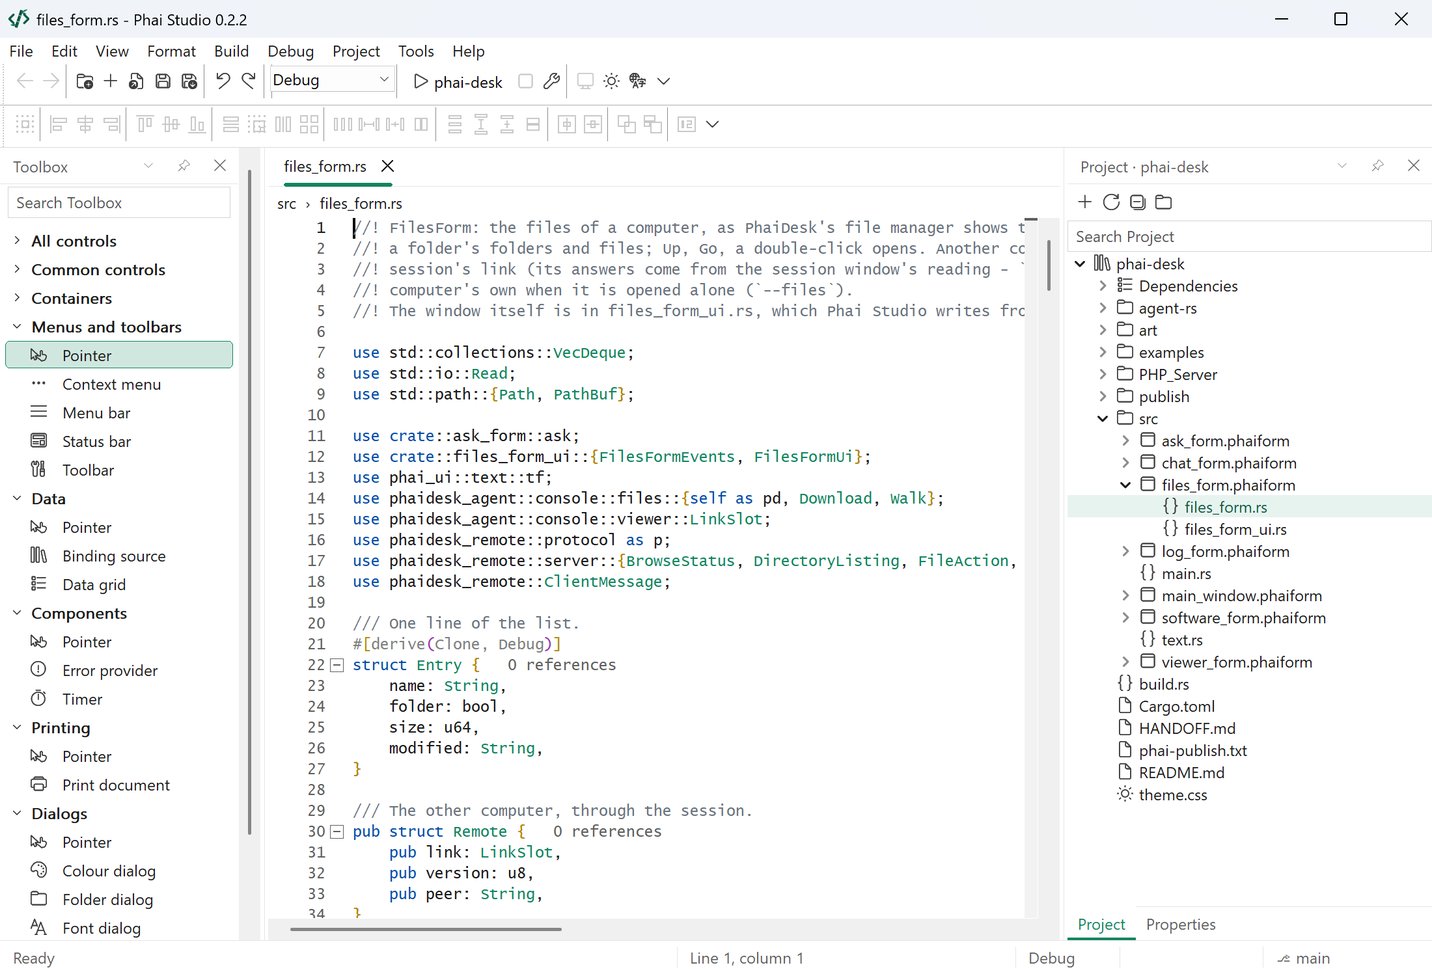 files_form.rs - Phai Studio 0.2.2
File Edit View Format Build Debug Project Tools Help
Debug phai-desk
Toolbox
Search Toolbox
All controls
Common controls
Containers
Menus and toolbars
Pointer
Context menu
Menu bar
Status bar
Toolbar
Data
Pointer
Binding source
Data grid
Components
Pointer
Error provider
Timer
Printing
Pointer
Print document
Dialogs
Pointer
Colour dialog
Folder dialog
Font dialog
files_form.rs
src › files_form.rs
1 //! FilesForm: the files of a computer, as PhaiDesk's file manager shows t
2 //! a folder's folders and files; Up, Go, a double-click opens. Another co
3 //! session's link (its answers come from the session window's reading - `
4 //! computer's own when it is opened alone (`--files`).
5 //! The window itself is in files_form_ui.rs, which Phai Studio writes fro
6
7 use std::collections::VecDeque;
8 use std::io::Read;
9 use std::path::{Path, PathBuf};
10
11 use crate::ask_form::ask;
12 use crate::files_form_ui::{FilesFormEvents, FilesFormUi};
13 use phai_ui::text::tf;
14 use phaidesk_agent::console::files::{self as pd, Download, Walk};
15 use phaidesk_agent::console::viewer::LinkSlot;
16 use phaidesk_remote::protocol as p;
17 use phaidesk_remote::server::{BrowseStatus, DirectoryListing, FileAction,
18 use phaidesk_remote::ClientMessage;
19
20 /// One line of the list.
21 #[derive(Clone, Debug)]
22 struct Entry { 0 references
23 name: String,
24 folder: bool,
25 size: u64,
26 modified: String,
27 }
28
29 /// The other computer, through the session.
30 pub struct Remote { 0 references
31 pub link: LinkSlot,
32 pub version: u8,
33 pub peer: String,
34 }
Project · phai-desk
Search Project
phai-desk
Dependencies
agent-rs
art
examples
PHP_Server
publish
src
ask_form.phaiform
chat_form.phaiform
files_form.phaiform
{} files_form.rs
{} files_form_ui.rs
log_form.phaiform
{} main.rs
main_window.phaiform
software_form.phaiform
{} text.rs
viewer_form.phaiform
{} build.rs
Cargo.toml
HANDOFF.md
phai-publish.txt
README.md
theme.css
Project Properties
Ready Line 1, column 1 Debug main